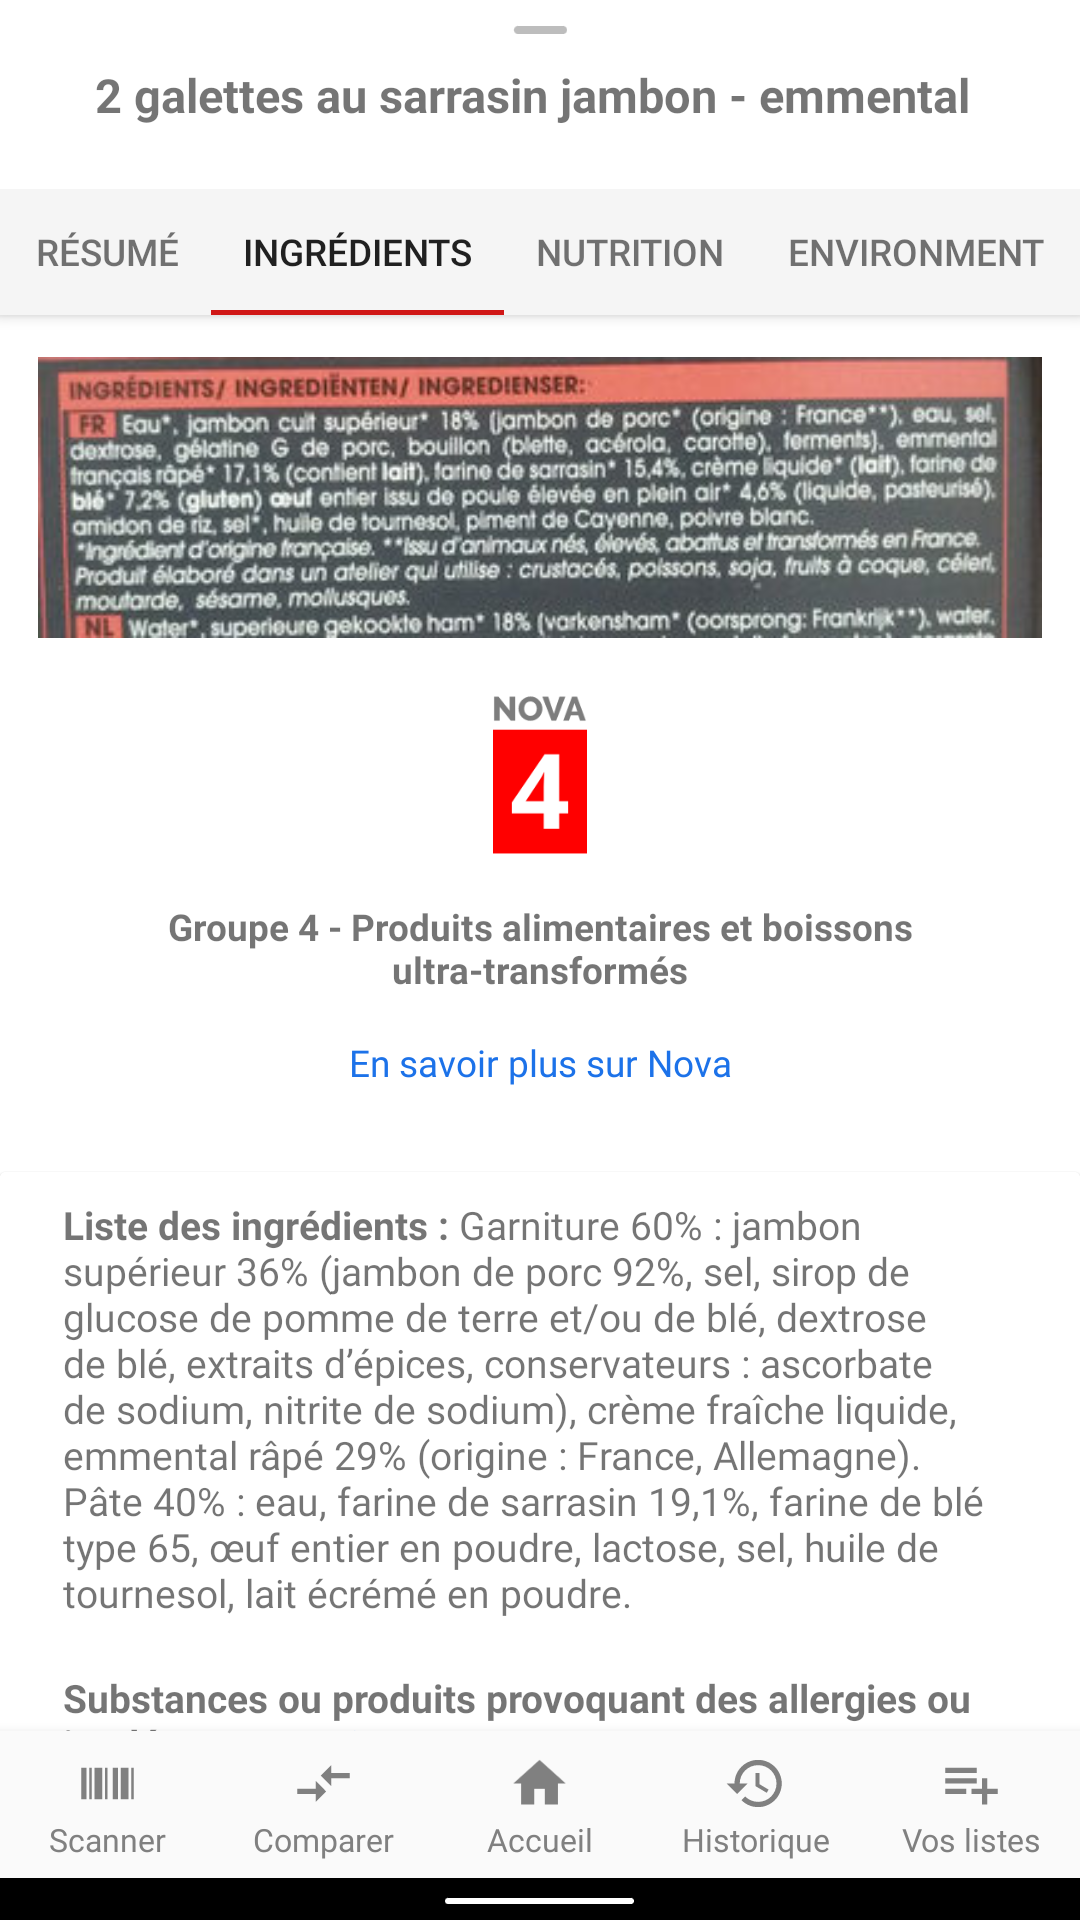 2 galettes au sarrasin jambon - emmental
RÉSUMÉ INGRÉDIENTS NUTRITION ENVIRONMENT
INGRÉDIENTS/ INGREDIËNTEN/ INGREDIENSER:
FR Eau*, jambon cuit supérieur* 18% (jambon de porc* (origine : France**), eau, sel,
dextrose, gélatine G de porc, bouillon (blette, acérola, carotte), ferments), emmental
français râpé* 17,1% (contient lait), farine de sarrasin* 15,4%, crème liquide* (lait), farine de
blé* 7,2% (gluten) œuf entier issu de poule élevée en plein air* 4,6% (liquide, pasteurisé),
amidon de riz, sel*, huile de tournesol, piment de Cayenne, poivre blanc.
*Ingrédient d'origine française. **Issu d'animaux nés, élevés, abattus et transformés en France.
Produit élaboré dans un atelier qui utilise : crustacés, poissons, soja, fruits à coque, céleri,
moutarde, sésame, mollusques.
NL Water*, superieure gekookte ham* 18% (varkensham* (oorsprong: Frankrijk**), water,
NOVA
4
Groupe 4 - Produits alimentaires et boissons
ultra-transformés
En savoir plus sur Nova
Liste des ingrédients : Garniture 60% : jambon
supérieur 36% (jambon de porc 92%, sel, sirop de
glucose de pomme de terre et/ou de blé, dextrose
de blé, extraits d’épices, conservateurs : ascorbate
de sodium, nitrite de sodium), crème fraîche liquide,
emmental râpé 29% (origine : France, Allemagne).
Pâte 40% : eau, farine de sarrasin 19,1%, farine de blé
type 65, œuf entier en poudre, lactose, sel, huile de
tournesol, lait écrémé en poudre.
Substances ou produits provoquant des allergies ou
Scanner Comparer Accueil Historique Vos listes